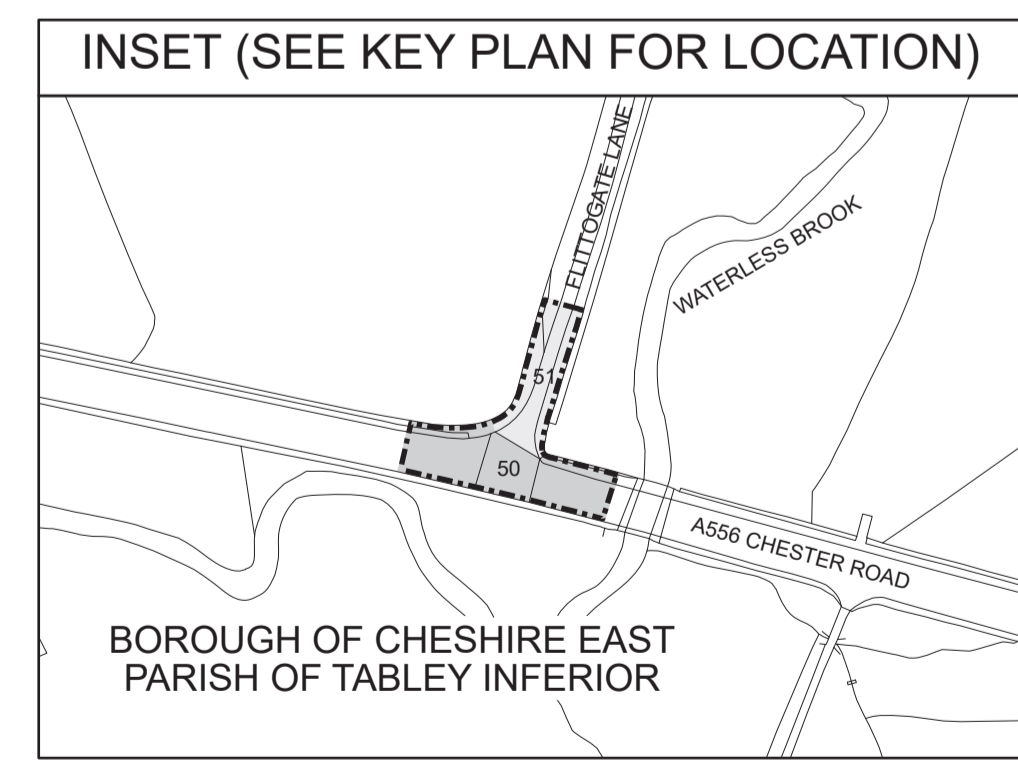 INSET (SEE KEY PLAN FOR LOCATION)
FLITTOGATE LANE
WATERLESS BROOK
51
50
A556 CHESTER ROAD
BOROUGH OF CHESHIRE EAST
PARISH OF TABLEY INFERIOR